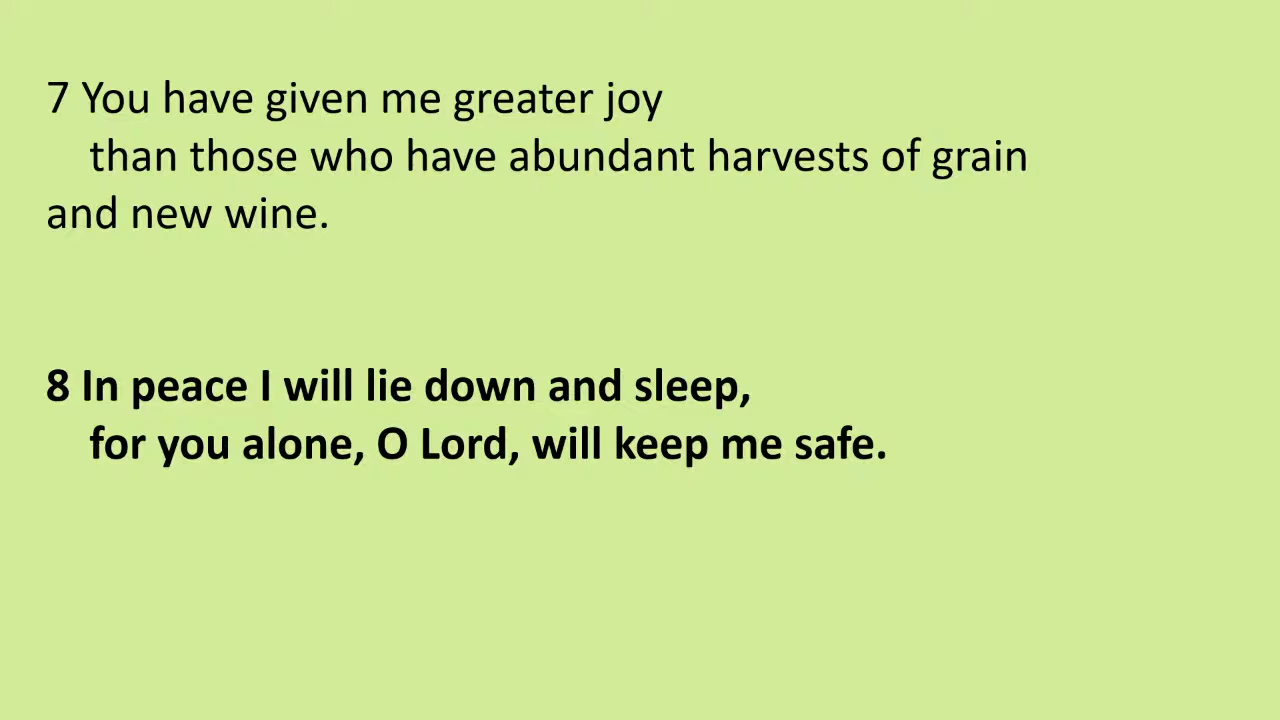 7 You have given me greater joy
than those who have abundant harvests of grain
and new wine.
8 In peace I will lie down and sleep,
for you alone, O Lord, will keep me safe.